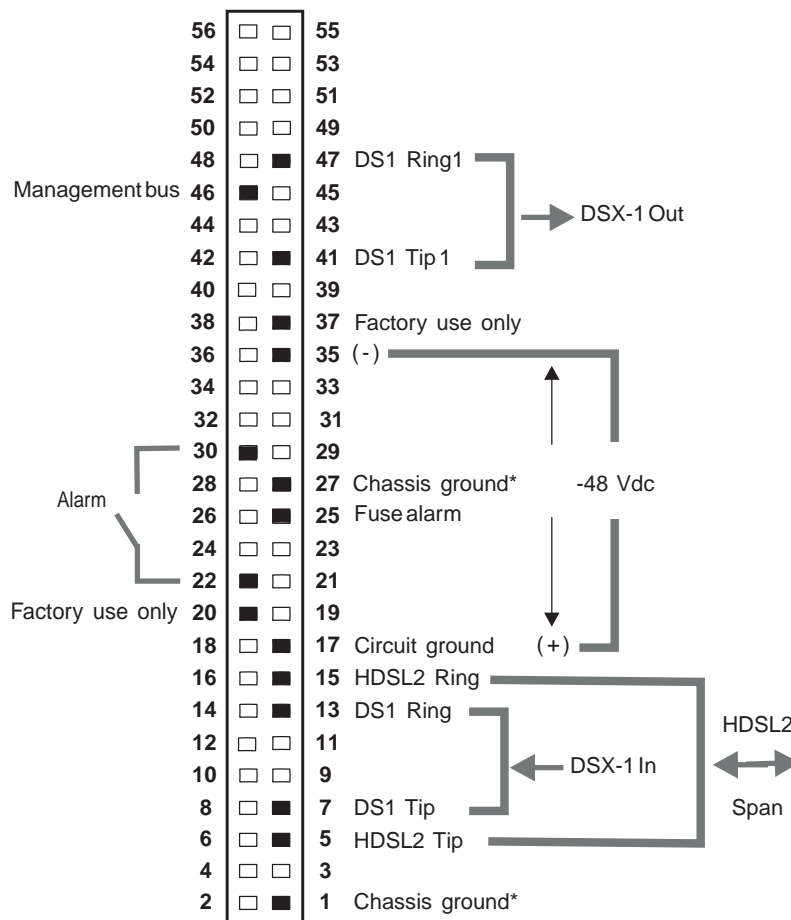 56 55
54 53
52 51
50 49
48 47 DS1 Ring1
Management bus 46 45
DSX-1 Out
44 43
42 41 DS1 Tip 1
40 39
38 37 Factory use only
36 35 (-)
34 33
32 31
30 29
28 27 Chassis ground* -48 Vdc
Alarm
26 25 Fuse alarm
24 23
22 21
Factory use only 20 19
18 17 Circuit ground (+)
16 15 HDSL2 Ring
14 13 DS1 Ring
HDSL2
12 11
DSX-1 In
10 9
Span
8 7 DS1 Tip
6 5 HDSL2 Tip
4 3
2 1 Chassis ground*